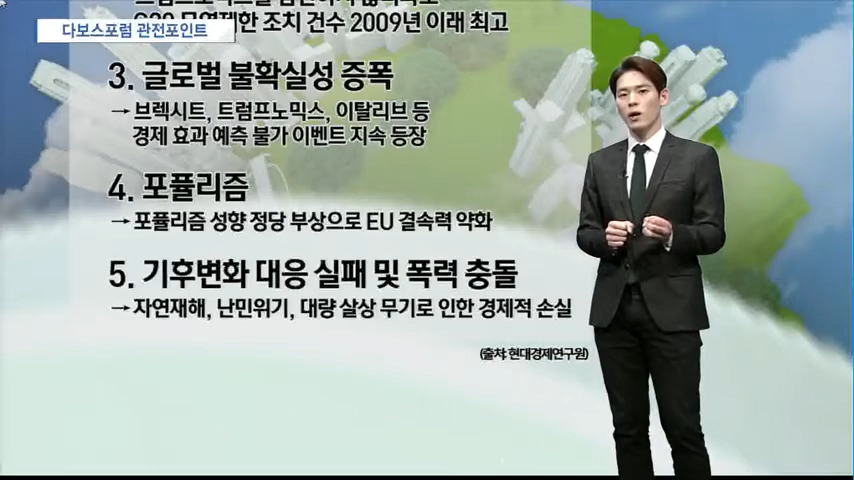 다보스포럼 관전포인트
조치 건수 2009년 이래 최고
3. 글로벌 불확실성 증폭
→ 브렉시트, 트럼프노믹스, 이탈리브 등
경제 효과 예측 불가 이벤트 지속 등장
4. 포퓰리즘
→ 포퓰리즘 성향 정당 부상으로 EU 결속력 약화
5. 기후변화 대응 실패 및 폭력 충돌
→ 자연재해, 난민위기, 대량 살상 무기로 인한 경제적 손실
(출처: 현대경제연구원)